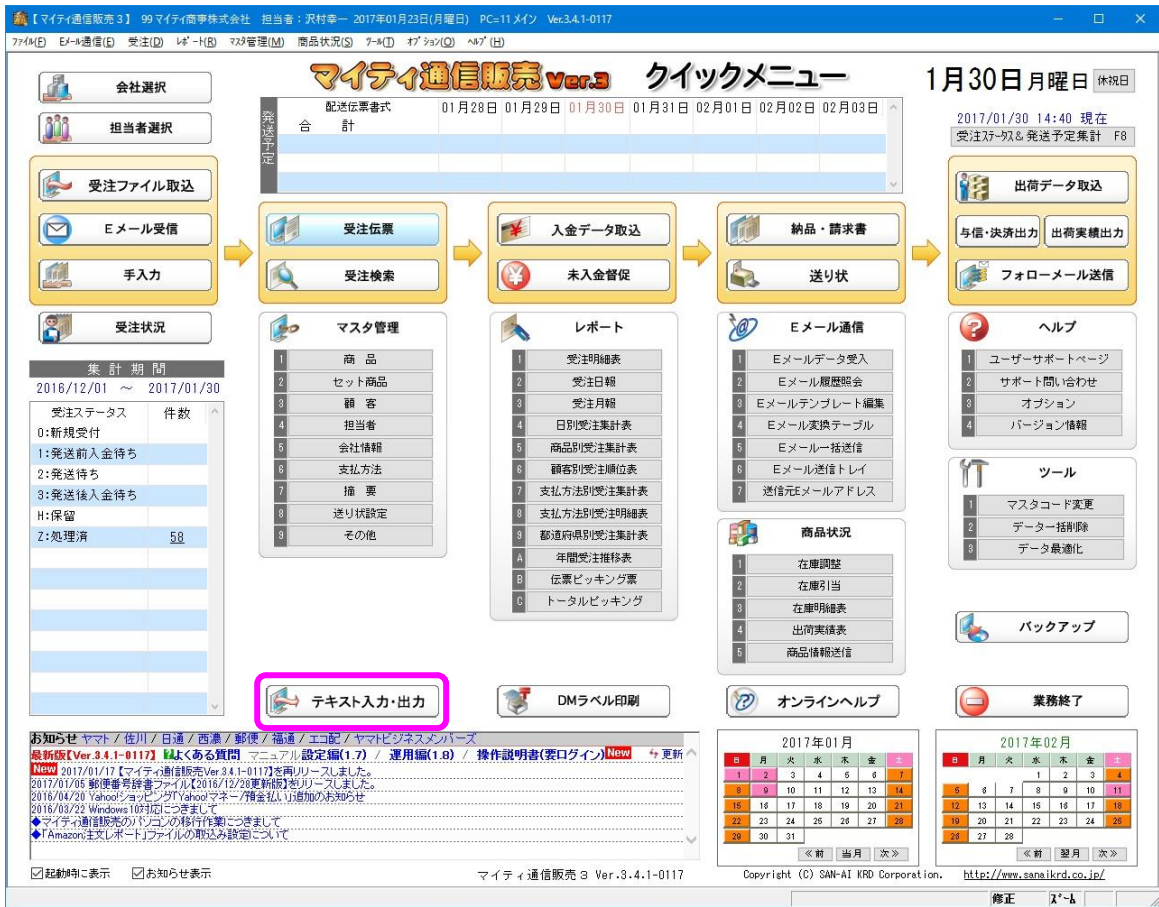 【マイティ通信販売３】 99 マイティ商事株式会社 担当者：沢村幸一 2017年01月23日(月曜日) PC=11 メイン Ver.3.4.1-0117
ファイル(F) Eメール通信(E) 受注(D) レポート(R) マスタ管理(M) 商品状況(S) ツール(T) オプション(O) ヘルプ(H)
会社選択
担当者選択
マイティ通信販売 Ver.3 クイックメニュー
1月30日 月曜日 休祝日
2017/01/30 14:40 現在
受注ステータス& 発送予定集計 F8
発送予定
配送伝票書式 01月28日 01月29日 01月30日 01月31日 02月01日 02月02日 02月03日
合 計
受注ファイル取込
Eメール受信
手入力
受注伝票
受注検索
入金データ取込
未入金督促
納品・請求書
送り状
出荷データ取込
与信・決済出力 出荷実績出力
フォローメール送信
受注状況
集 計 期 間
2016/12/01 ～ 2017/01/30
受注ステータス 件数
0:新規受付
1:発送前入金待ち
2:発送待ち
3:発送後入金待ち
H:保留
Z:処理済 58
マスタ管理
1 商 品
2 セット商品
3 顧 客
4 担当者
5 会社情報
6 支払方法
7 摘 要
8 送り状設定
9 その他
レポート
1 受注明細表
2 受注日報
3 受注月報
4 日別受注集計表
5 商品別受注集計表
6 顧客別受注順位表
7 支払方法別受注集計表
8 支払方法別受注明細表
9 都道府県別受注集計表
A 年間受注推移表
B 伝票ピッキング票
C トータルピッキング
Eメール通信
1 Eメールデータ受入
2 Eメール履歴照会
3 Eメールテンプレート編集
4 Eメール変換テーブル
5 Eメール一括送信
6 Eメール送信トレイ
7 送信元Eメールアドレス
商品状況
1 在庫調整
2 在庫引当
3 在庫明細表
4 出荷実績表
5 商品情報送信
ヘルプ
1 ユーザーサポートページ
2 サポート問い合わせ
3 オプション
4 バージョン情報
ツール
1 マスタコード変更
2 データ一括削除
3 データ最適化
バックアップ
テキスト入力・出力
DMラベル印刷
オンラインヘルプ
業務終了
お知らせ ヤマト / 佐川 / 日通 / 西濃 / 郵便 / 福通 / エコ配 / ヤマトビジネスメンバーズ
最新版【Ver.3.4.1-0117】 よくある質問 マニュアル 設定編(1.7) / 運用編(1.8) / 操作説明書(要ログイン) New 更新
New 2017/01/17【マイティ通信販売Ver.3.4.1-0117】を再リリースしました。
2017/01/05 郵便番号辞書ファイル【2016/12/28更新版】をリリースしました。
2016/04/20 Yahoo!ショッピング「Yahoo!マネー/預金払い」追加のお知らせ
2016/03/22 Windows 10対応につきまして
◆マイティ通信販売のパソコンの移行作業につきまして
◆「Amazon注文レポート」ファイルの取込み設定について
2017年01月
日 月 火 水 木 金 土
1 2 3 4 5 6 7
8 9 10 11 12 13 14
15 16 17 18 19 20 21
22 23 24 25 26 27 28
29 30 31
≪前 当月 次≫
2017年02月
日 月 火 水 木 金 土
1 2 3 4
5 6 7 8 9 10 11
12 13 14 15 16 17 18
19 20 21 22 23 24 25
26 27 28
≪前 翌月 次≫
起動時に表示 お知らせ表示
マイティ通信販売３ Ver.3.4.1-0117
Copyright (C) SAN-AI KRD Corporation.
http://www.sanaikrd.co.jp/
修正 ズーム